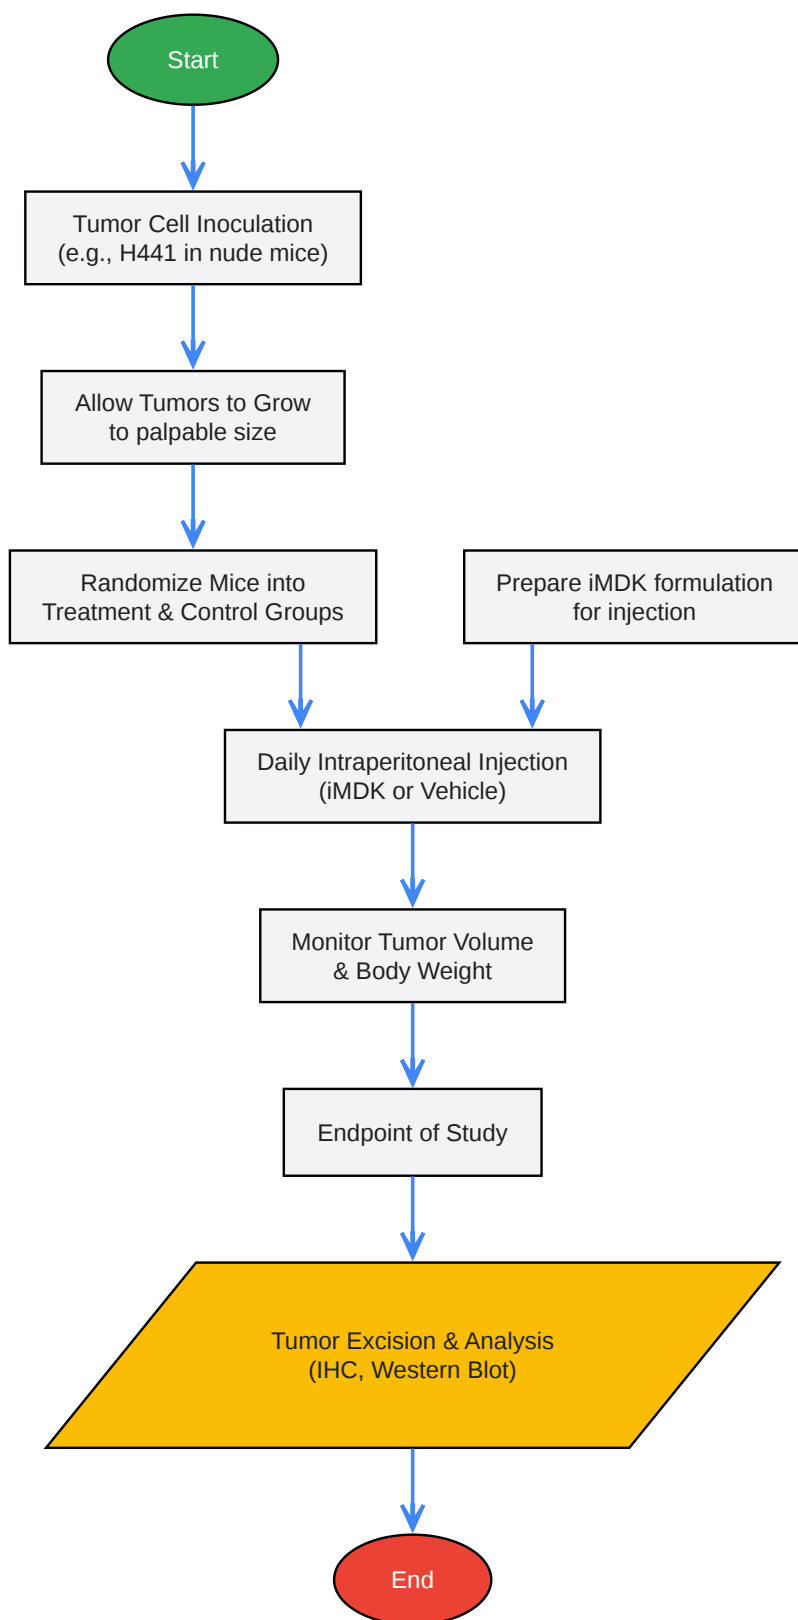 Start
Tumor Cell Inoculation
(e.g., H441 in nude mice)
Allow Tumors to Grow
to palpable size
Randomize Mice into
Treatment & Control Groups
Prepare iMDK formulation
for injection
Daily Intraperitoneal Injection
(iMDK or Vehicle)
Monitor Tumor Volume
& Body Weight
Endpoint of Study
Tumor Excision & Analysis
(IHC, Western Blot)
End